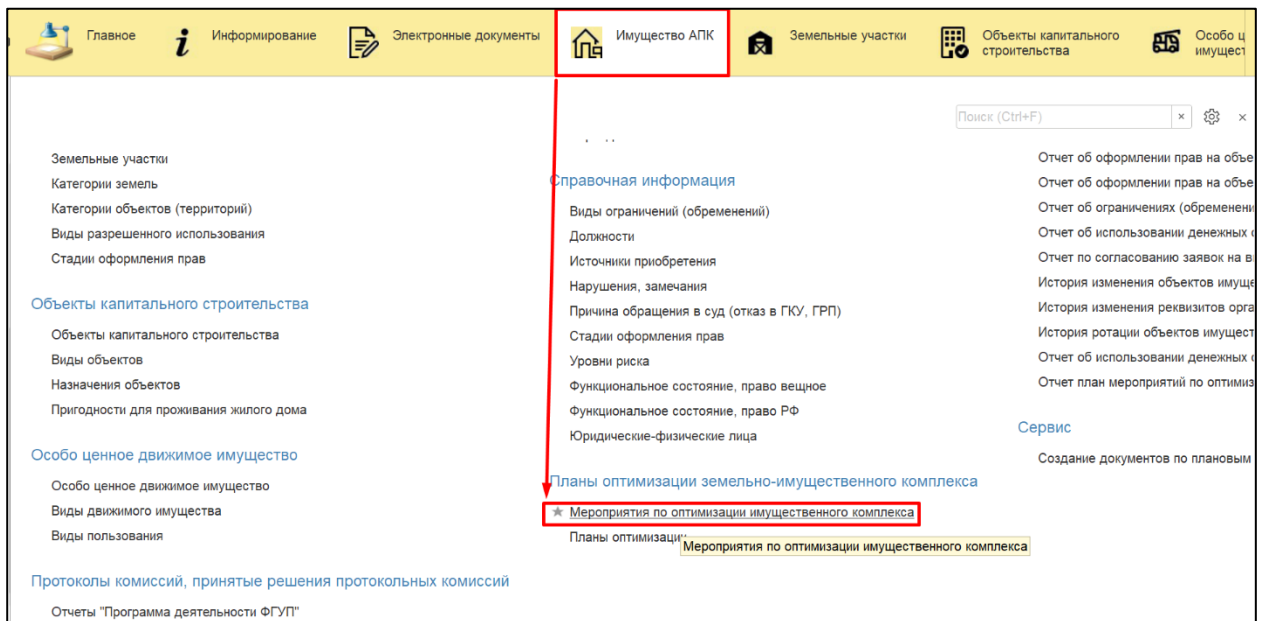 Главное
Информирование
Электронные документы
Имущество АПК
Земельные участки
Объекты капитального
строительства
Особо ц
имущест
Поиск (Ctrl+F)
Земельные участки
Категории земель
Категории объектов (территорий)
Виды разрешенного использования
Стадии оформления прав
Объекты капитального строительства
Объекты капитального строительства
Виды объектов
Назначения объектов
Пригодности для проживания жилого дома
Особо ценное движимое имущество
Особо ценное движимое имущество
Виды движимого имущества
Виды пользования
Протоколы комиссий, принятые решения протокольных комиссий
Отчеты "Программа деятельности ФГУП"
Справочная информация
Виды ограничений (обременений)
Должности
Источники приобретения
Нарушения, замечания
Причина обращения в суд (отказ в ГКУ, ГРП)
Стадии оформления прав
Уровни риска
Функциональное состояние, право вещное
Функциональное состояние, право РФ
Юридические-физические лица
Планы оптимизации земельно-имущественного комплекса
Мероприятия по оптимизации имущественного комплекса
Планы оптимизации
Мероприятия по оптимизации имущественного комплекса
Отчет об оформлении прав на объе
Отчет об оформлении прав на объе
Отчет об ограничениях (обременени
Отчет об использовании денежных с
Отчет по согласованию заявок на в
История изменения объектов имуще
История изменения реквизитов орга
История ротации объектов имущест
Отчет об использовании денежных с
Отчет план мероприятий по оптимиз
Сервис
Создание документов по плановым